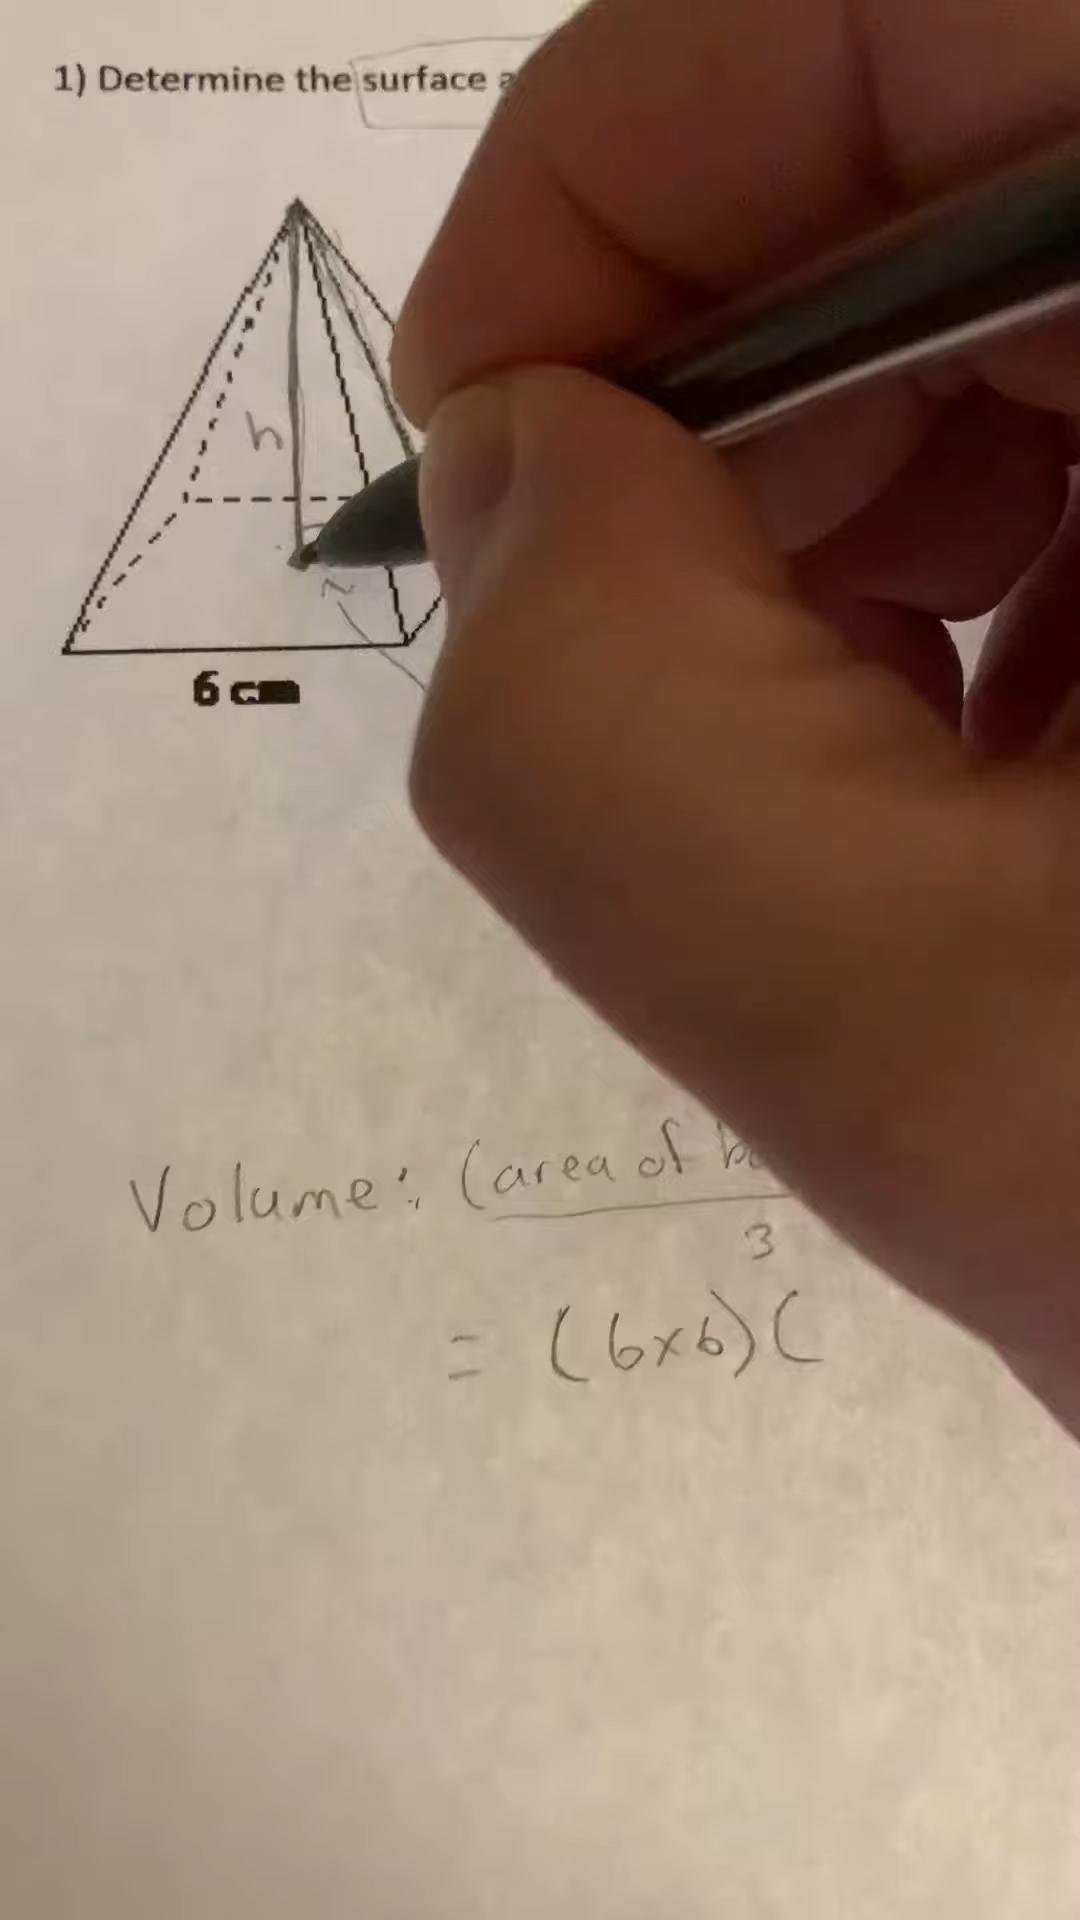 1) Determine the surface
h
6 cm
Volume: (area of
3
= (6x6)(